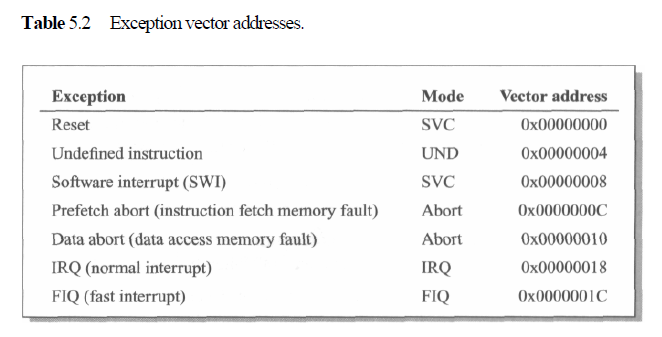 Table 5.2 Exception vector addresses.
Exception Mode Vector address
Reset SVC 0x00000000
Undefined instruction UND 0x00000004
Software interrupt (SWI) SVC 0x00000008
Prefetch abort (instruction fetch memory fault) Abort 0x0000000C
Data abort (data access memory fault) Abort 0x00000010
IRQ (normal interrupt) IRQ 0x00000018
FIQ (fast interrupt) FIQ 0x0000001C